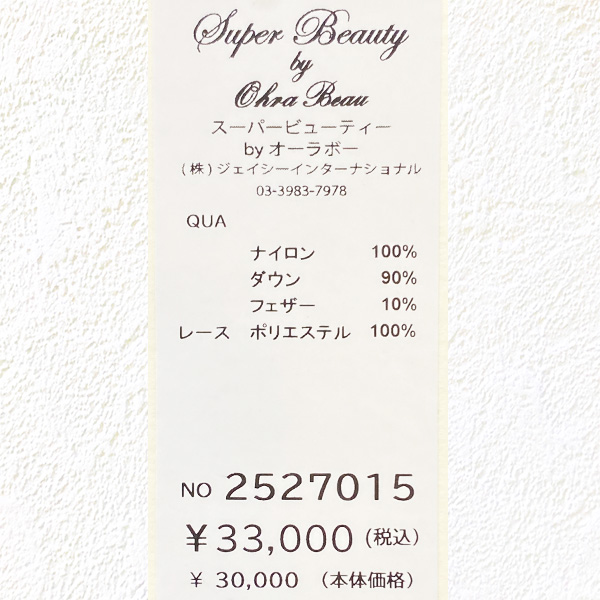 Super Beauty
by
Ohra Beau
スーパービューティー
by オーラボー
(株)ジェイシーインターナショナル
03-3983-7978
QUA
ナイロン 100%
ダウン 90%
フェザー 10%
レース ポリエステル 100%
NO 2527015
¥33,000(税込)
¥ 30,000 (本体価格)